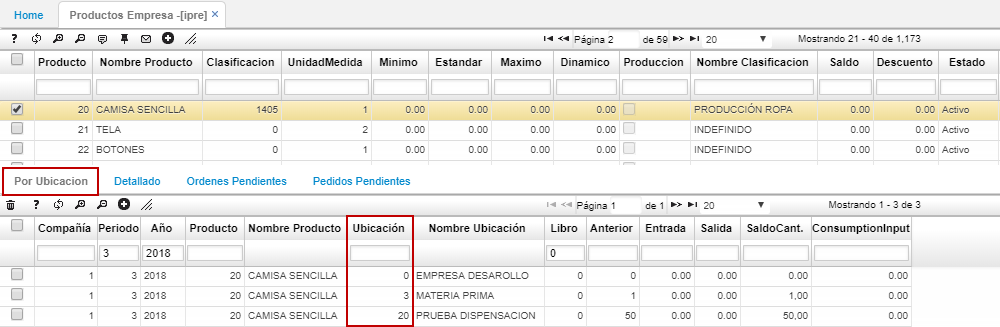 Home Productos Empresa -[ipre] ×
? Página 2 de 59 20 Mostrando 21 - 40 de 1,173
Producto Nombre Producto Clasificacion UnidadMedida Minimo Estandar Maximo Dinamico Produccion Nombre Clasificacion Saldo Descuento Estado
20 CAMISA SENCILLA 1405 1 0.00 0.00 0.00 0.00 PRODUCCIÓN ROPA 0.00 0.00 Activo
21 TELA 0 2 0.00 0.00 0.00 0.00 INDEFINIDO 0.00 0.00 Activo
22 BOTONES 0 1 0.00 0.00 0.00 0.00 INDEFINIDO 0.00 0.00 Activo
Por Ubicacion Detallado Ordenes Pendientes Pedidos Pendientes
? Página 1 de 1 20 Mostrando 1 - 3 de 3
Compañía Periodo Año Producto Nombre Producto Ubicación Nombre Ubicación Libro Anterior Entrada Salida SaldoCant. ConsumptionInput
3 2018 0
1 3 2018 20 CAMISA SENCILLA 0 EMPRESA DESAROLLO 0 0 0.00 0.00 0.00 0.00
1 3 2018 20 CAMISA SENCILLA 3 MATERIA PRIMA 0 1 0.00 0.00 1,00 0.00
1 3 2018 20 CAMISA SENCILLA 20 PRUEBA DISPENSACION 0 50 0.00 0.00 50,00 0.00